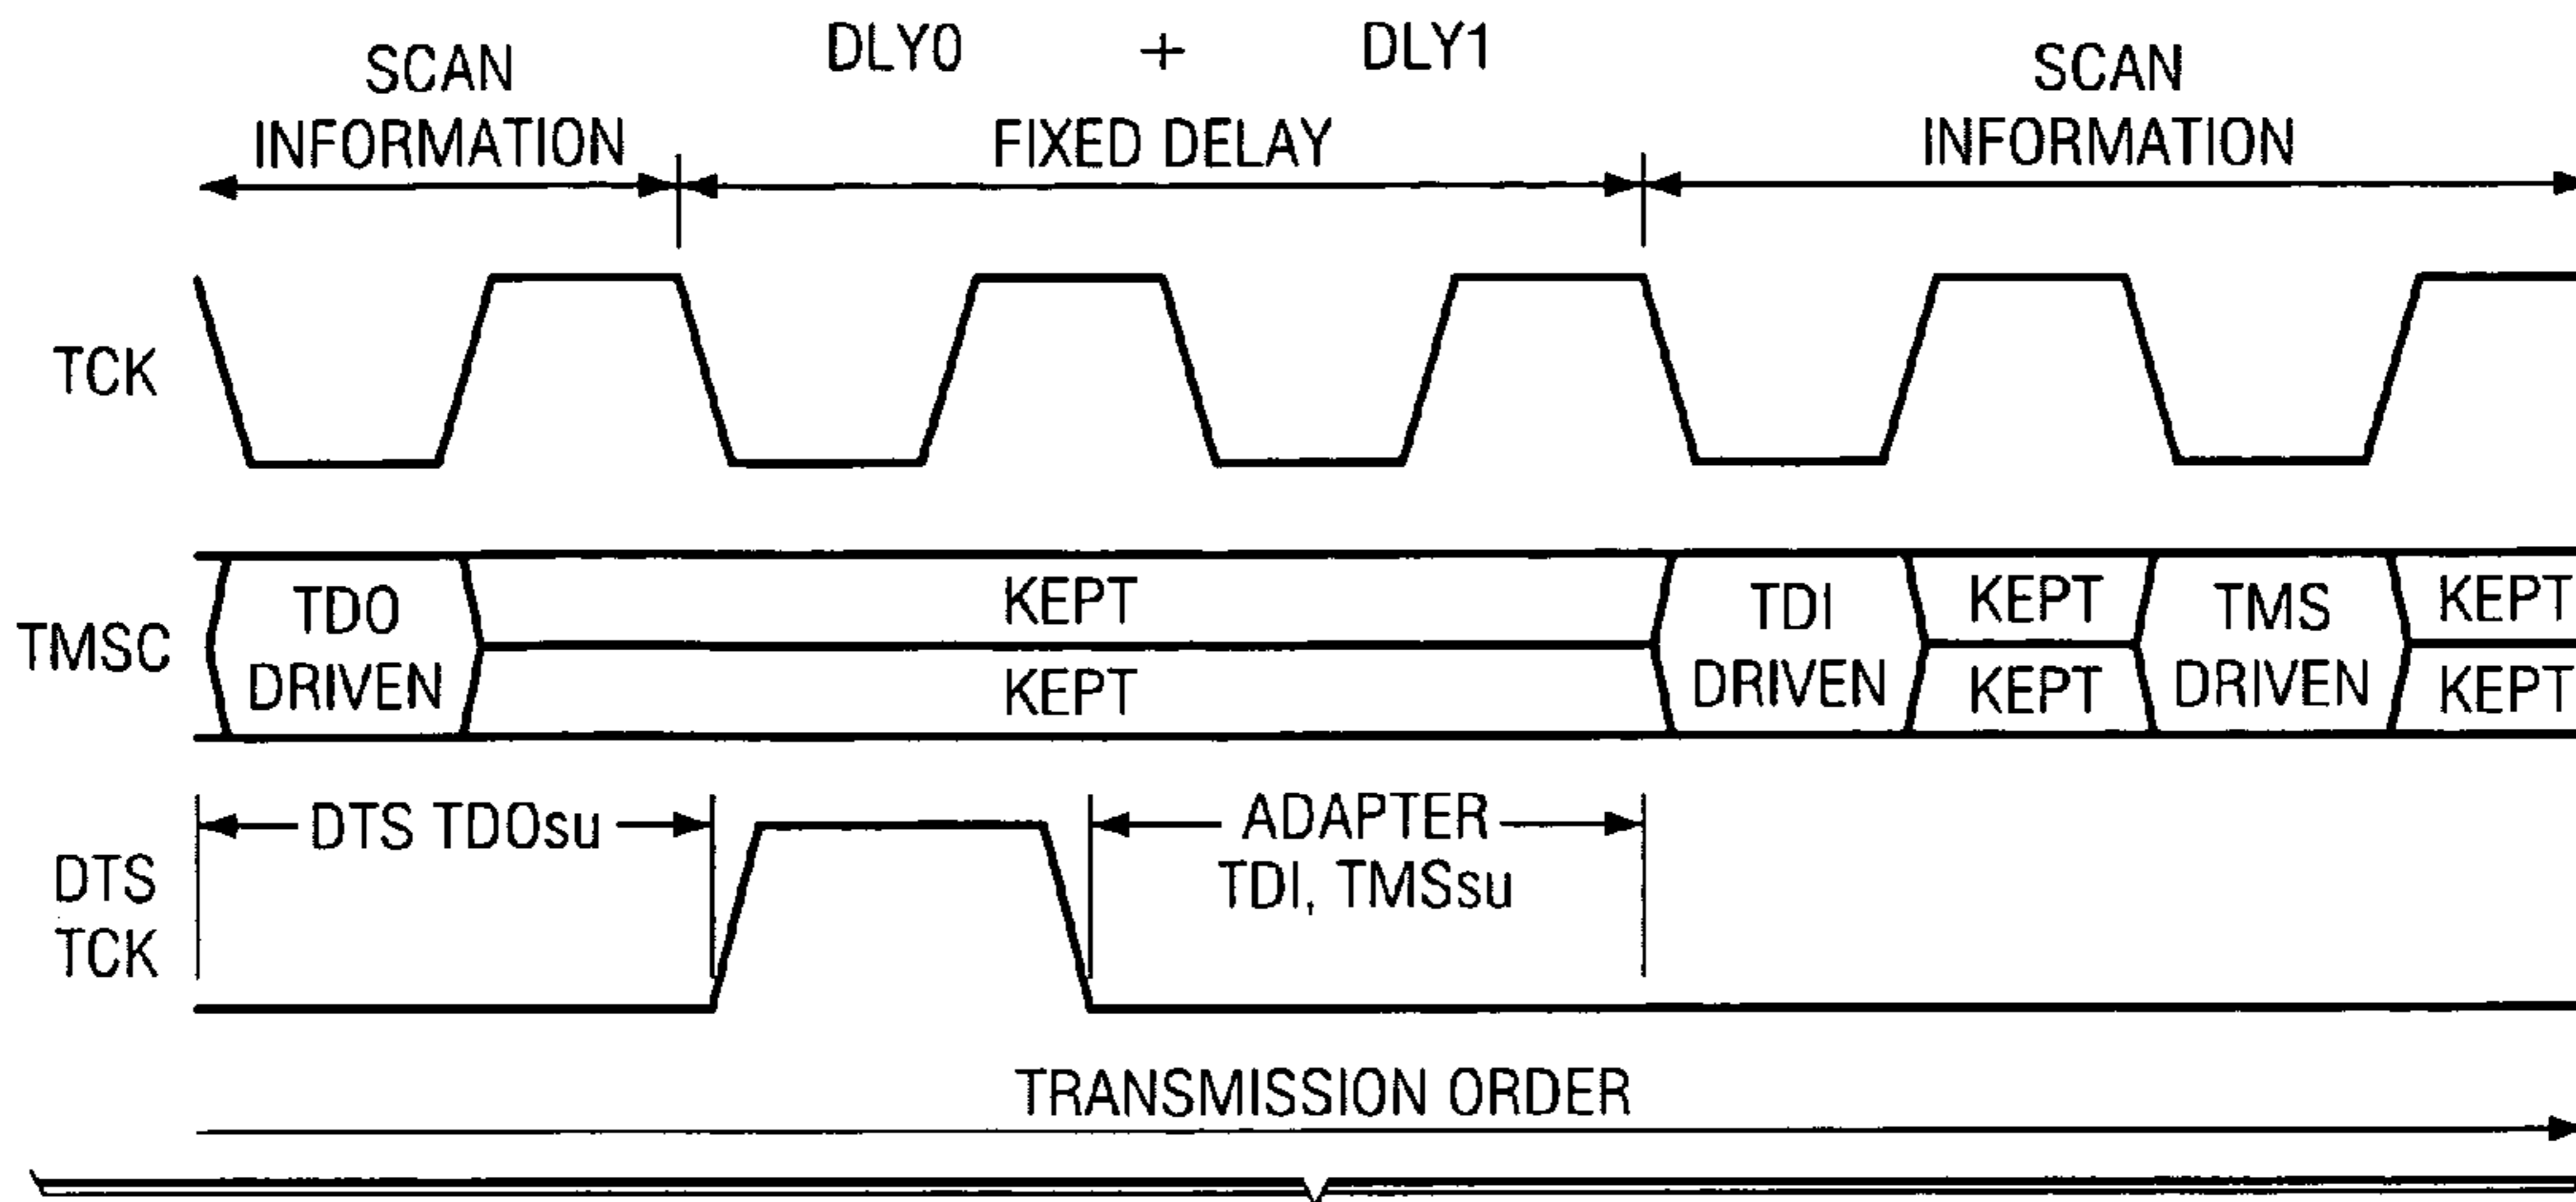 SCAN
INFORMATION
DLY0 + DLY1
FIXED DELAY
SCAN
INFORMATION
TCK
TMSC
TDO
DRIVEN
KEPT
KEPT
TDI
DRIVEN
KEPT
KEPT
TMS
DRIVEN
KEPT
KEPT
DTS
TCK
DTS TDOsu
ADAPTER
TDI, TMSsu
TRANSMISSION ORDER